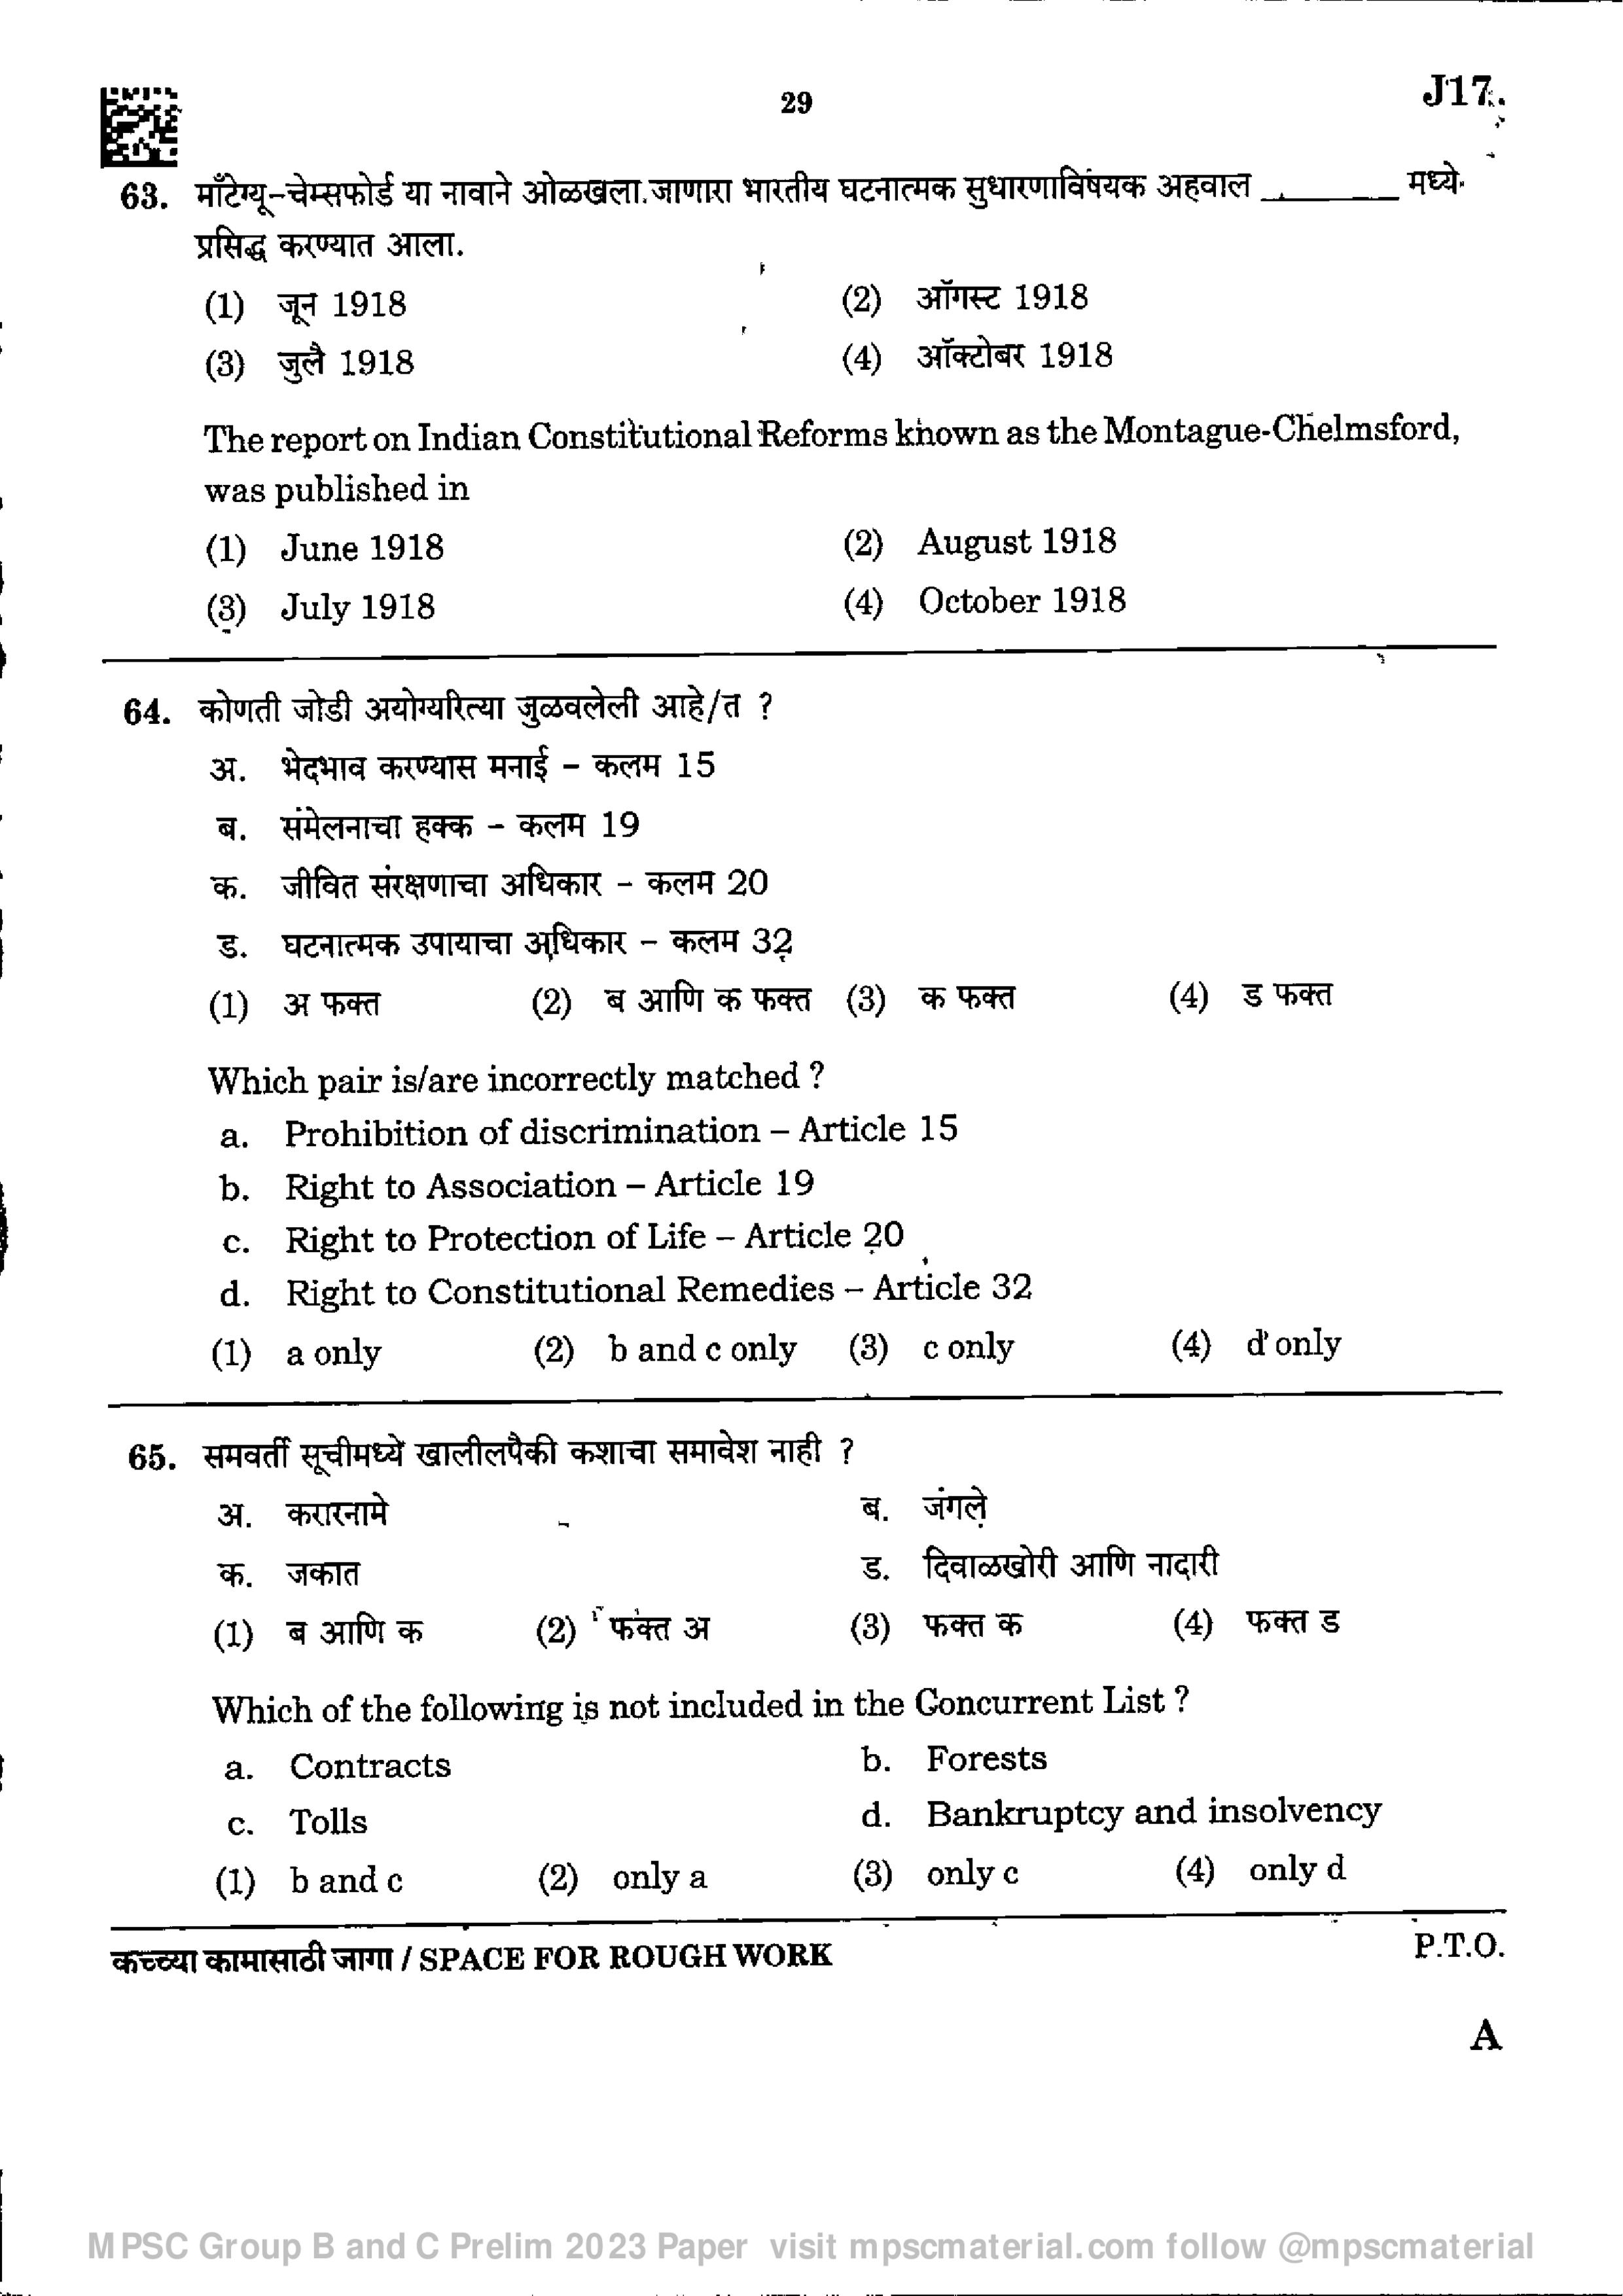 29
J17
63. माँटेग्यू–चेम्सफोर्ड या नावाने ओळखला जाणारा भारतीय घटनात्मक सुधारणाविषयक अहवाल ________ मध्ये
प्रसिद्ध करण्यात आला.
(1) जून 1918 (2) ऑगस्ट 1918
(3) जुलै 1918 (4) ऑक्टोबर 1918
The report on Indian Constitutional Reforms known as the Montague-Chelmsford,
was published in
(1) June 1918 (2) August 1918
(3) July 1918 (4) October 1918
64. कोणती जोडी अयोग्यरित्या जुळवलेली आहे/त ?
अ. भेदभाव करण्यास मनाई – कलम 15
ब. संमेलनाचा हक्क – कलम 19
क. जीवित संरक्षणाचा अधिकार – कलम 20
ड. घटनात्मक उपायाचा अधिकार – कलम 32
(1) अ फक्त (2) ब आणि क फक्त (3) क फक्त (4) ड फक्त
Which pair is/are incorrectly matched ?
a. Prohibition of discrimination – Article 15
b. Right to Association – Article 19
c. Right to Protection of Life – Article 20
d. Right to Constitutional Remedies – Article 32
(1) a only (2) b and c only (3) c only (4) d only
65. समवर्ती सूचीमध्ये खालीलपैकी कशाचा समावेश नाही ?
अ. करारनामे ब. जंगले
क. जकात ड. दिवाळखोरी आणि नादारी
(1) ब आणि क (2) फक्त अ (3) फक्त क (4) फक्त ड
Which of the following is not included in the Concurrent List ?
a. Contracts b. Forests
c. Tolls d. Bankruptcy and insolvency
(1) b and c (2) only a (3) only c (4) only d
कच्च्या कामासाठी जागा / SPACE FOR ROUGH WORK
P.T.O.
A
MPSC Group B and C Prelim 2023 Paper visit mpscmaterial.com follow @mpscmaterial